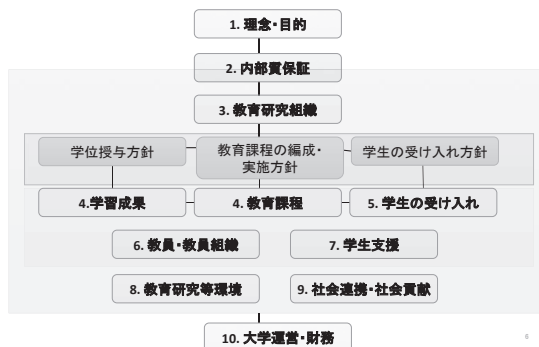 1. 理念・目的
2. 内部質保証
3. 教育研究組織
学位授与方針
教育課程の編成・
実施方針
学生の受け入れ方針
4.学習成果
4. 教育課程
5. 学生の受け入れ
6. 教員・教員組織
7. 学生支援
8. 教育研究等環境
9. 社会連携・社会貢献
10. 大学運営・財務